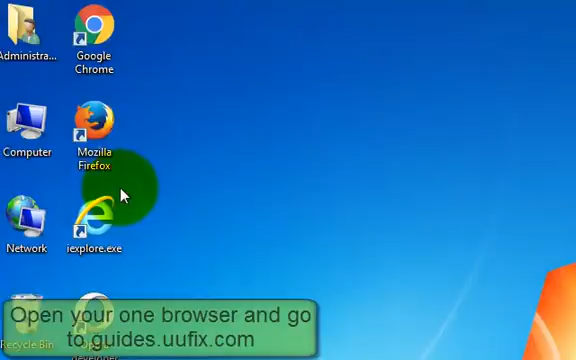 Administra...
Google
Chrome
Computer
Mozilla
Firefox
Network
iexplore.exe
Open your one browser and go
to guides.uufix.com
Recycle Bin